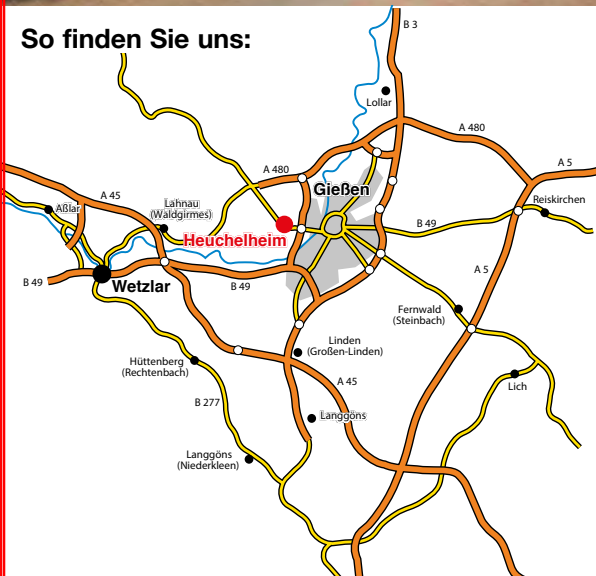 So finden Sie uns:
B 3
Lollar
A 480
A 480
A 5
Gießen
Reiskirchen
A 45
Lahnau
(Waldgirmes)
Aßlar
Heuchelheim
B 49
A 5
B 49
Wetzlar
B 49
Fernwald
(Steinbach)
Linden
(Großen-Linden)
Hüttenberg
(Rechtenbach)
A 45
Lich
B 277
Langgöns
Langgöns
(Niederkleen)